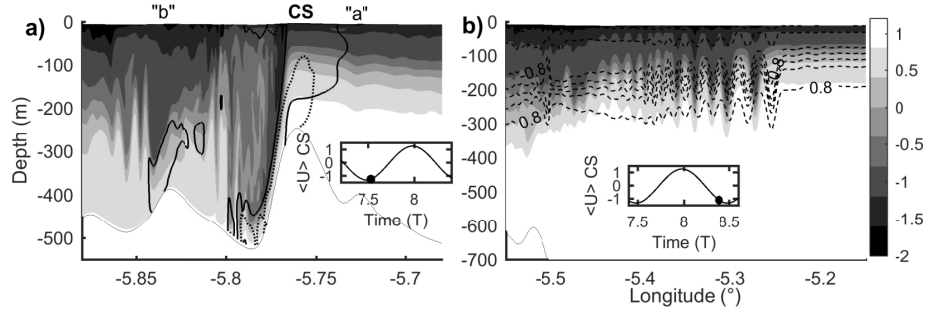 "b" CS "a"
a)
0
-100
-200
-300
-400
-500
Depth (m)
-5.85 -5.8 -5.75 -5.7
<U> CS
1
0
-1
7.5 8
Time (T)
b)
0
-100
-200
-300
-400
-500
-600
-700
-0.8
0.8
0.8
0.8
<U> CS
1
0
-1
7.5 8 8.5
Time (T)
-5.5 -5.4 -5.3 -5.2
Longitude (°)
1
0.5
0
-0.5
-1
-1.5
-2